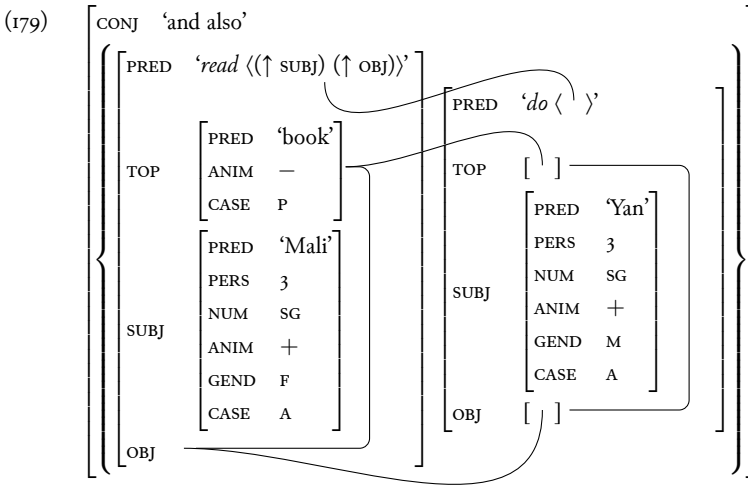 (179)
CONJ ‘and also’
PRED ‘read ⟨(↑ SUBJ) (↑ OBJ)⟩’
TOP
PRED ‘book’
ANIM −
CASE P
SUBJ
PRED ‘Mali’
PERS 3
NUM SG
ANIM +
GEND F
CASE A
OBJ
PRED ‘do ⟨ ⟩’
TOP [ ]
SUBJ
PRED ‘Yan’
PERS 3
NUM SG
ANIM +
GEND M
CASE A
OBJ [ ]